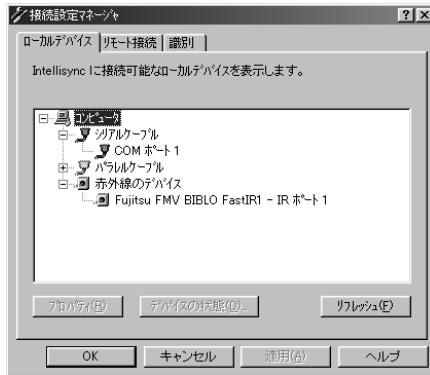 接続設定マネージャ
ローカルデバイス リモート接続 識別
Intellisync に接続可能なローカルデバイスを表示します。
コンピュータ
シリアルケーブル
COM ポート 1
パラレルケーブル
赤外線のデバイス
Fujitsu FMV BIBLO FastIR1 - IR ポート 1
プロパティ(R) デバイスの状態(D)... リフレッシュ(F)
OK キャンセル 適用(A) ヘルプ